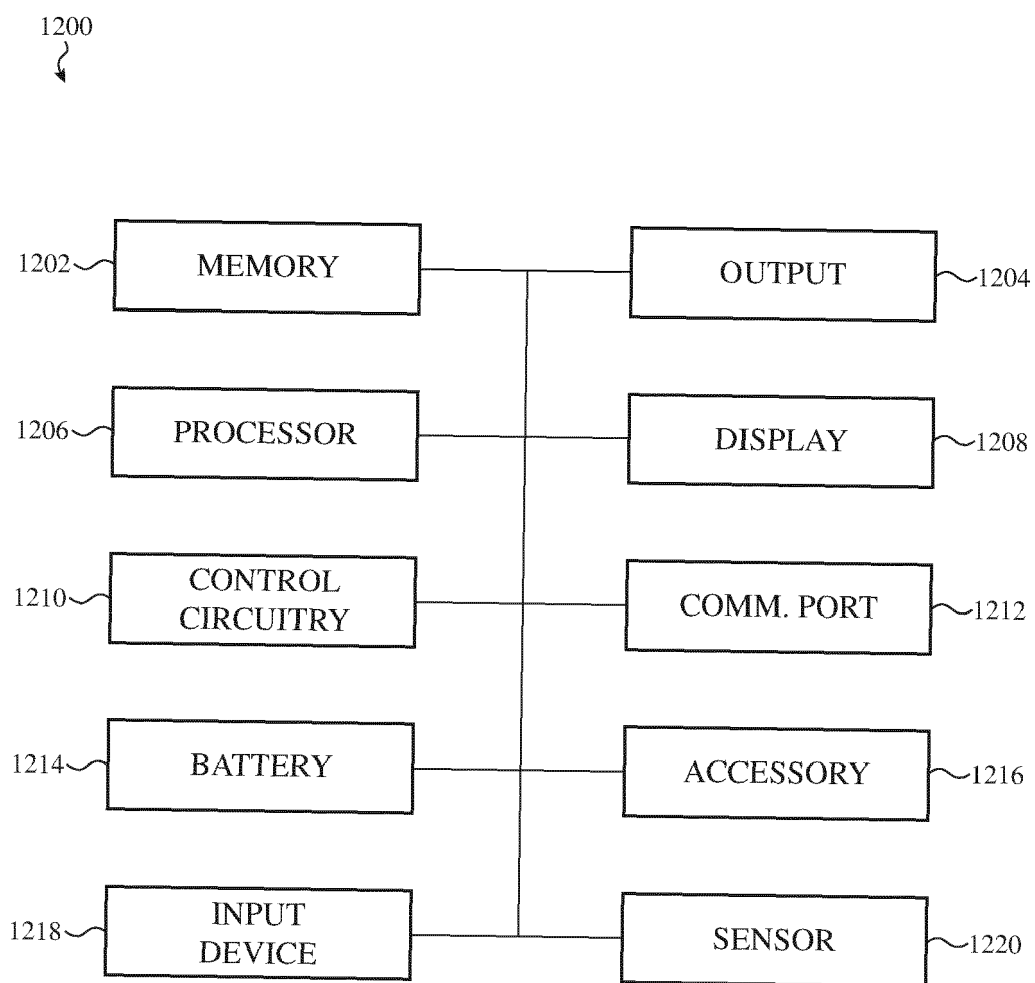 1200
1202 MEMORY
OUTPUT 1204
1206 PROCESSOR
DISPLAY 1208
1210 CONTROL
CIRCUITRY
COMM. PORT 1212
1214 BATTERY
ACCESSORY 1216
1218 INPUT
DEVICE
SENSOR 1220